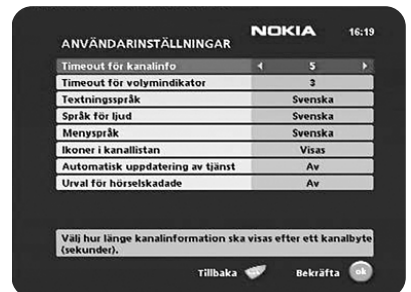 NOKIA 16:19
ANVÄNDARINSTÄLLNINGAR
Timeout för kanalinfo 5
Timeout för volymindikator 3
Textningsspråk Svenska
Språk för ljud Svenska
Menyspråk Svenska
Ikoner i kanallistan Visas
Automatisk uppdatering av tjänst Av
Urval för hörselskadade Av
Välj hur länge kanalinformation ska visas efter ett kanalbyte
(sekunder).
Tillbaka Bekräfta ok